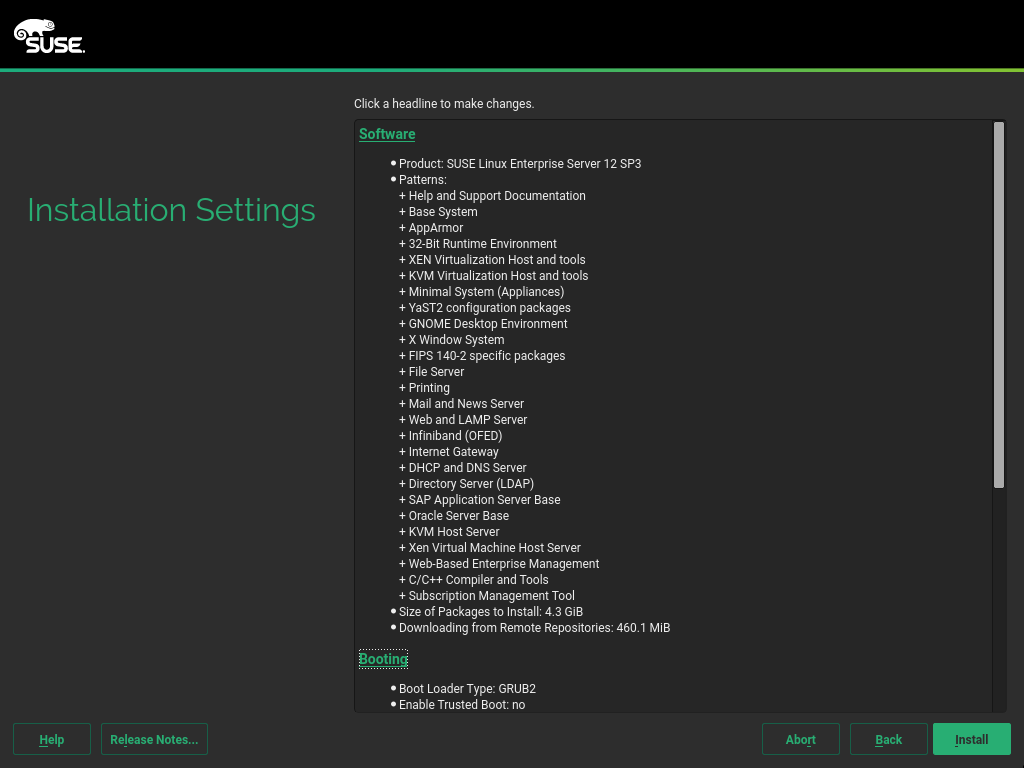 SUSE.
Click a headline to make changes.
Installation Settings
Software
Product: SUSE Linux Enterprise Server 12 SP3
Patterns:
+ Help and Support Documentation
+ Base System
+ AppArmor
+ 32-Bit Runtime Environment
+ XEN Virtualization Host and tools
+ KVM Virtualization Host and tools
+ Minimal System (Appliances)
+ YaST2 configuration packages
+ GNOME Desktop Environment
+ X Window System
+ FIPS 140-2 specific packages
+ File Server
+ Printing
+ Mail and News Server
+ Web and LAMP Server
+ Infiniband (OFED)
+ Internet Gateway
+ DHCP and DNS Server
+ Directory Server (LDAP)
+ SAP Application Server Base
+ Oracle Server Base
+ KVM Host Server
+ Xen Virtual Machine Host Server
+ Web-Based Enterprise Management
+ C/C++ Compiler and Tools
+ Subscription Management Tool
Size of Packages to Install: 4.3 GiB
Downloading from Remote Repositories: 460.1 MiB
Booting
Boot Loader Type: GRUB2
Enable Trusted Boot: no
Help
Release Notes...
Abort
Back
Install